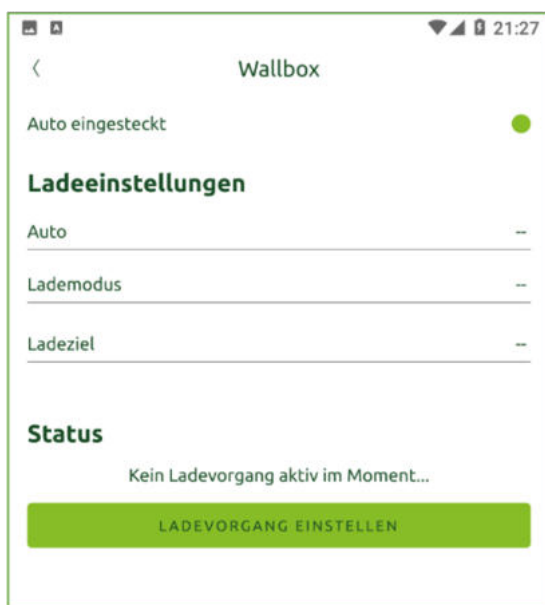 21:27
Wallbox
Auto eingesteckt
Ladeeinstellungen
Auto --
Lademodus --
Ladeziel --
Status
Kein Ladevorgang aktiv im Moment...
LADEVORGANG EINSTELLEN